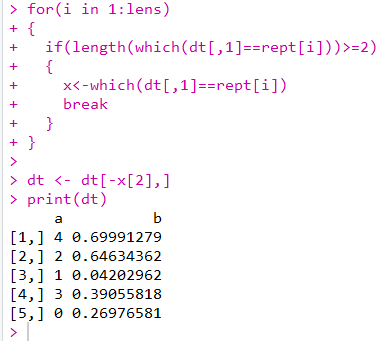 > for(i in 1:lens)
+ {
+   if(length(which(dt[,1]==rept[i]))>=2)
+   {
+     x<-which(dt[,1]==rept[i])
+     break
+   }
+ }
>
> dt <- dt[-x[2],]
> print(dt)
     a          b
[1,] 4 0.69991279
[2,] 2 0.64634362
[3,] 1 0.04202962
[4,] 3 0.39055818
[5,] 0 0.26976581
>